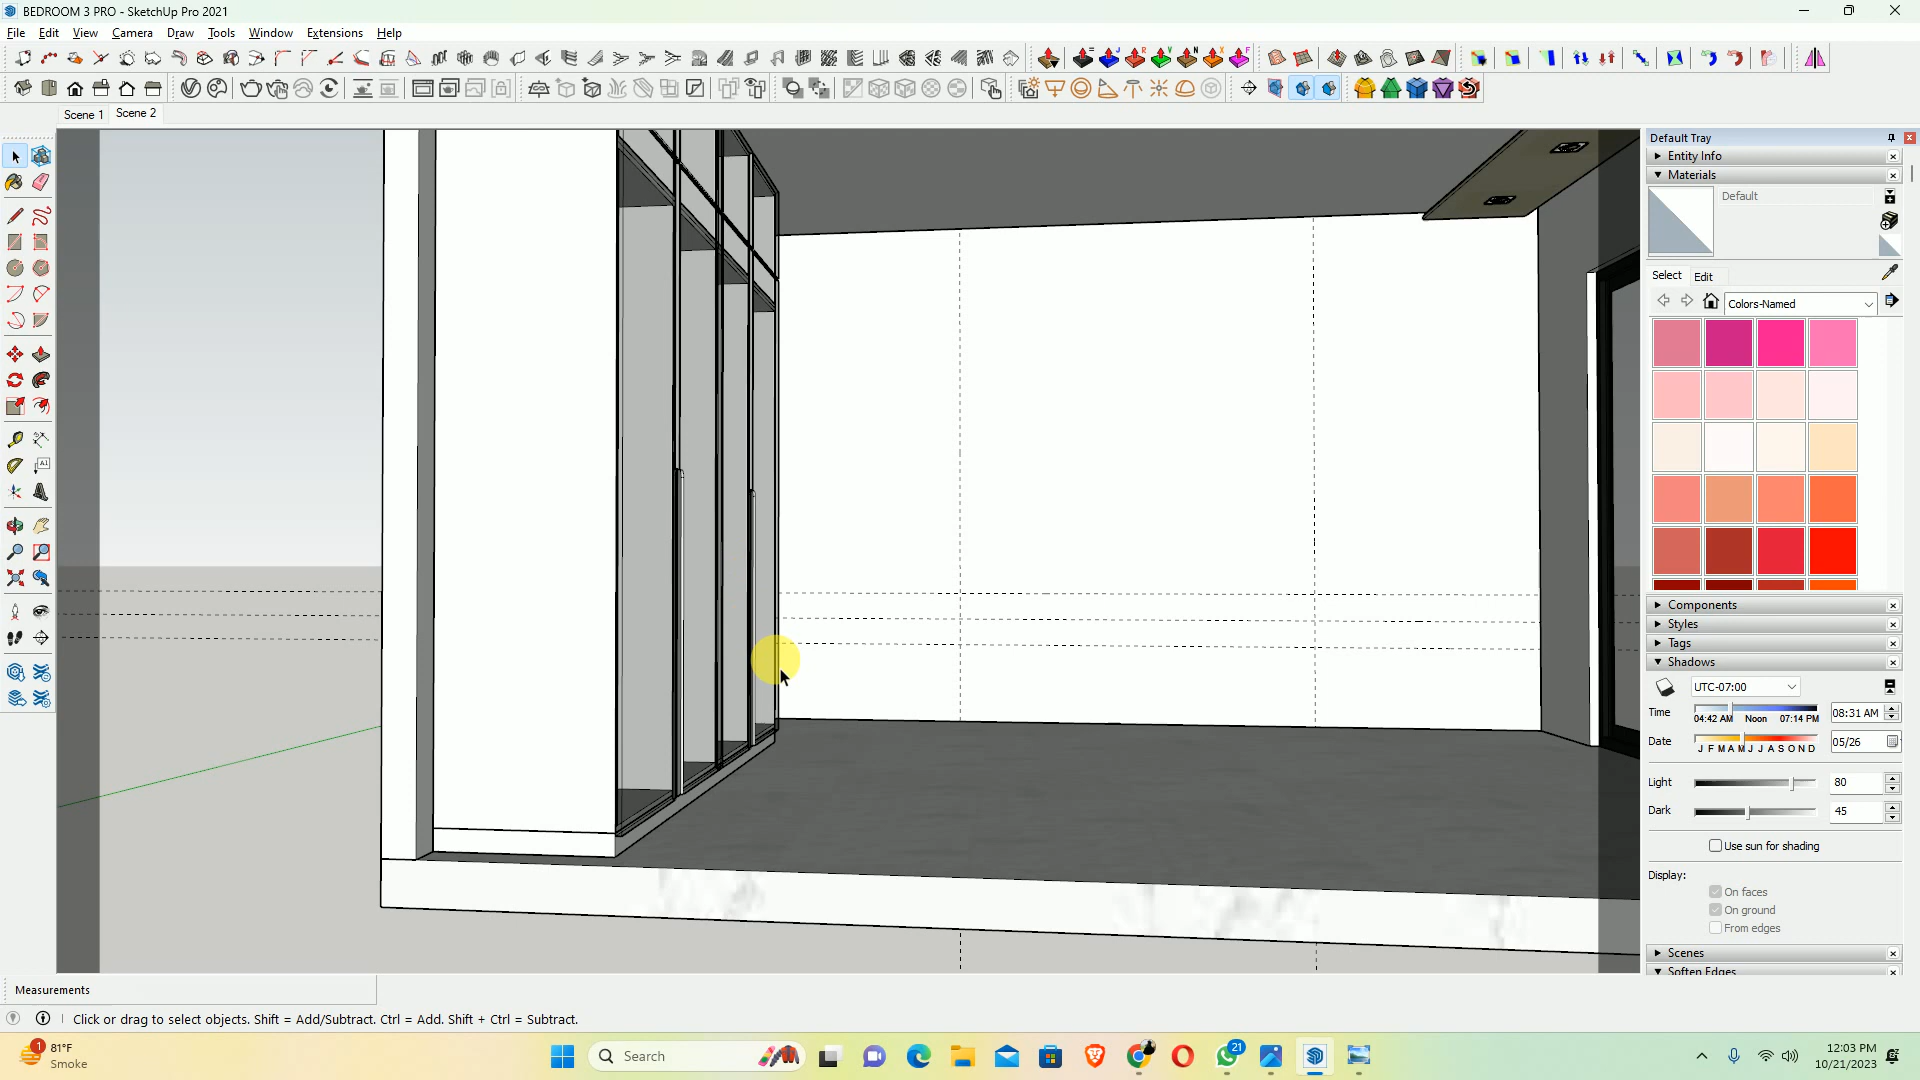 BEDROOM 3 PRO - SketchUp Pro 2021
File Edit View Camera Draw Tools Window Extensions Help
Scene 1 Scene 2
Default Tray
Entity Info
Materials
Default
Select Edit
Colors-Named
Components
Styles
Tags
Shadows
UTC-07:00
Time 04:42 AM Noon 07:14 PM 08:31 AM
Date J F M A M J J A S O N D 05/26
Light 80
Dark 45
Use sun for shading
Display:
On faces
On ground
From edges
Scenes
Soften Edges
Measurements
Click or drag to select objects. Shift = Add/Subtract. Ctrl = Add. Shift + Ctrl = Subtract.
1 81°F
Smoke
Search
21
12:03 PM
10/21/2023